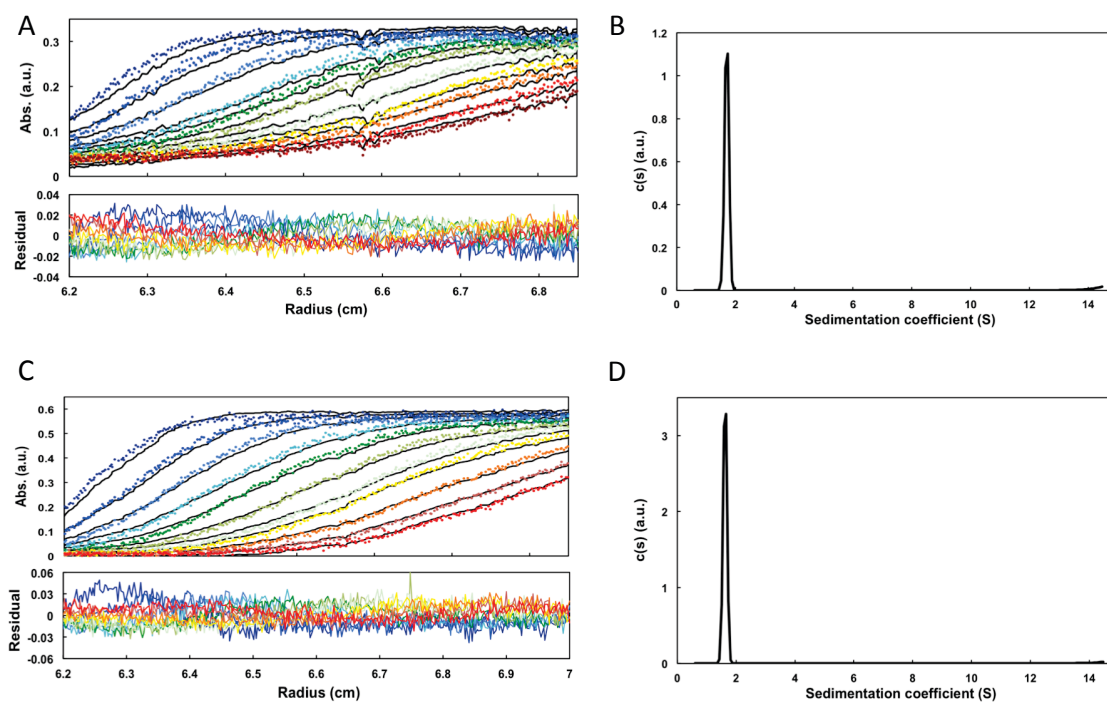 A
Abs. (a.u.)
0.3
0.2
0.1
0
Residual
0.04
0.02
0
-0.02
-0.04
6.2 6.3 6.4 6.5 6.6 6.7 6.8
Radius (cm)
B
c(s) (a.u.)
1.2
1
0.8
0.6
0.4
0.2
0
0 2 4 6 8 10 12 14
Sedimentation coefficient (S)
C
Abs. (a.u.)
0.6
0.5
0.4
0.3
0.2
0.1
0
Residual
0.06
0.03
0
-0.03
-0.06
6.2 6.3 6.4 6.5 6.6 6.7 6.8 6.9 7
Radius (cm)
D
c(s) (a.u.)
3
2
1
0
0 2 4 6 8 10 12 14
Sedimentation coefficient (S)